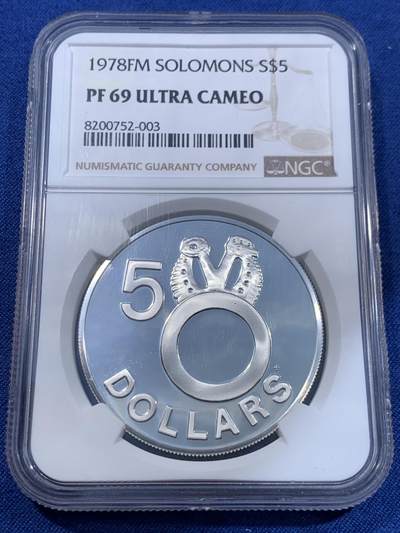 1978FM SOLOMONS S$5
PF 69 ULTRA CAMEO
8200752-003
NUMISMATIC GUARANTY COMPANY NGC®
5
DOLLARS